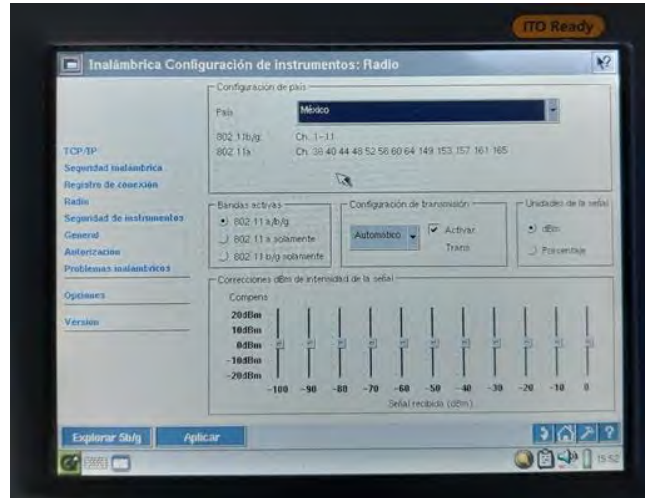 ITO Ready
Inalámbrica Configuración de instrumentos: Radio
Configuración de país
País
México
802.11b/g: Ch. 1-11
802.11a: Ch. 36 40 44 48 52 56 60 64 149 153 157 161 165
TCP/IP
Seguridad inalámbrica
Registro de conexión
Radio
Seguridad de instrumentos
General
Autorización
Problemas inalámbricos
Opciones
Versión
Bandas activas
802.11 a/b/g
802.11 a solamente
802.11 b/g solamente
Configuración de transmisión
Automático
Activar
Trans
Unidades de la señal
dBm
Porcentaje
Correcciones dBm de intensidad de la señal
Compens
20dBm
10dBm
0dBm
-10dBm
-20dBm
-100 -90 -80 -70 -60 -50 -40 -30 -20 -10 0
Señal recibida (dBm)
Explorar 5b/g
Aplicar
?
15:52